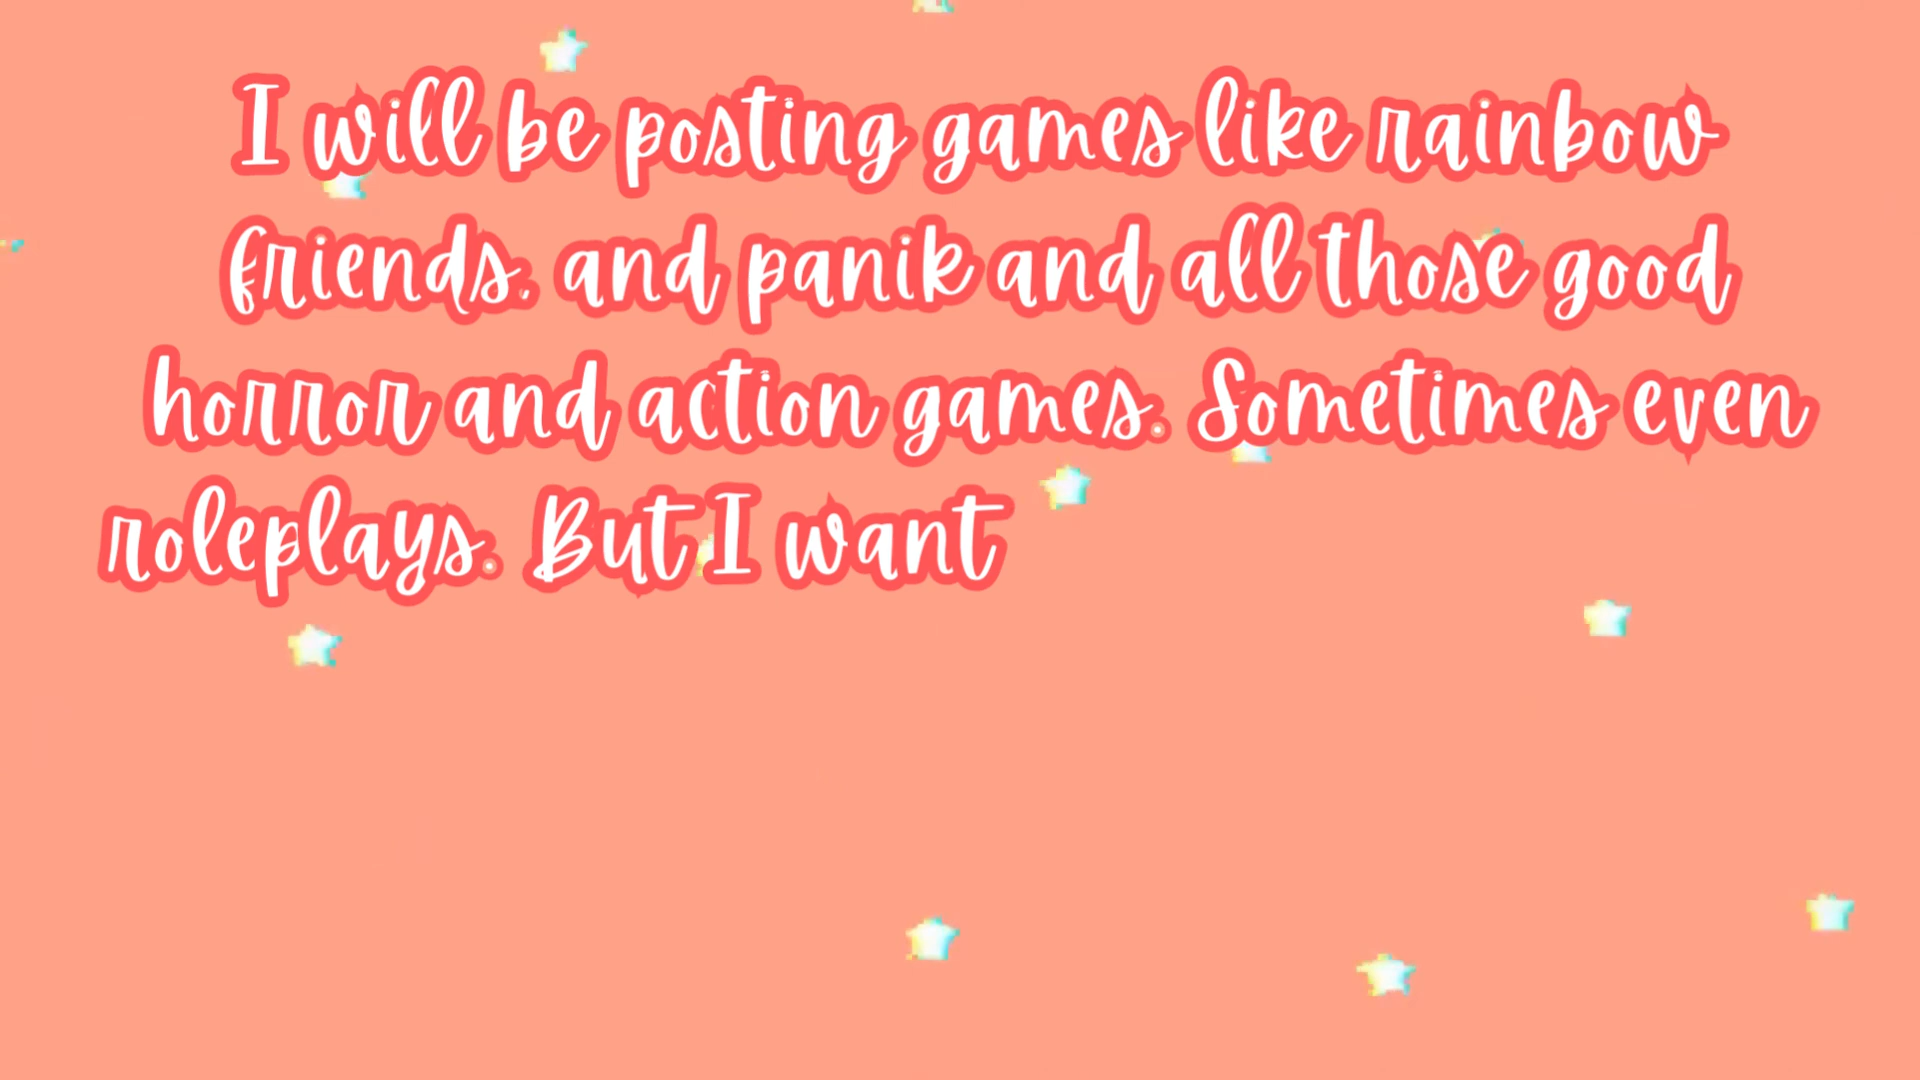 I will be posting games like rainbow
friends. and panik and all those good
horror and action games. Sometimes even
roleplays. But I want